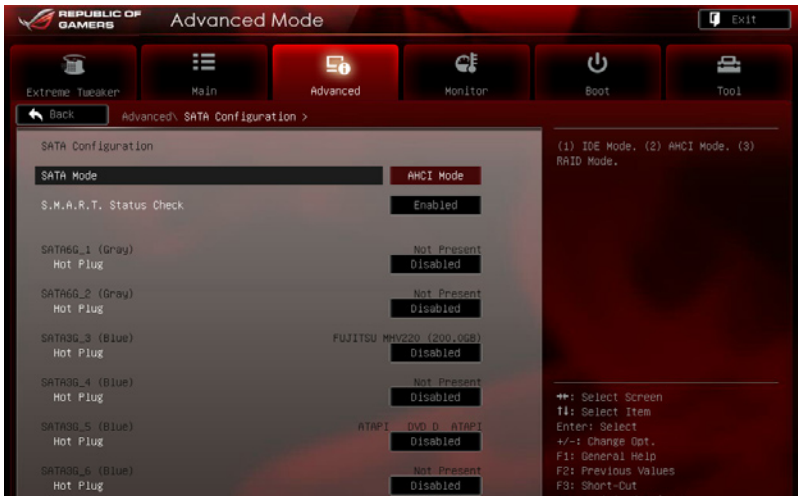 REPUBLIC OF
GAMERS
Advanced Mode
Exit
Extreme Tweaker
Main
Advanced
Monitor
Boot
Tool
Back
Advanced\ SATA Configuration >
SATA Configuration
SATA Mode AHCI Mode
S.M.A.R.T. Status Check Enabled
SATA6G_1 (Gray) Not Present
Hot Plug Disabled
SATA6G_2 (Gray) Not Present
Hot Plug Disabled
SATA3G_3 (Blue) FUJITSU MHV220 (200.0GB)
Hot Plug Disabled
SATA3G_4 (Blue) Not Present
Hot Plug Disabled
SATA3G_5 (Blue) ATAPI DVD D ATAPI
Hot Plug Disabled
SATA3G_6 (Blue) Not Present
Hot Plug Disabled
(1) IDE Mode. (2) AHCI Mode. (3)
RAID Mode.
→←: Select Screen
↑↓: Select Item
Enter: Select
+/-: Change Opt.
F1: General Help
F2: Previous Values
F3: Short-Cut